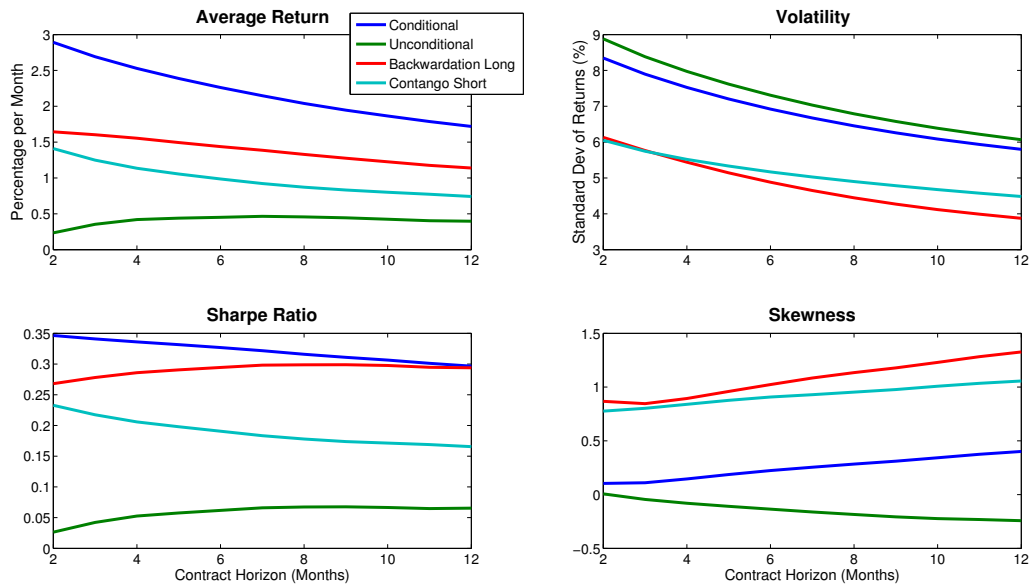 Average Return
Conditional
Unconditional
Backwardation Long
Contango Short
Percentage per Month
3
2.5
2
1.5
1
0.5
0
2 4 6 8 10 12
Volatility
Standard Dev of Returns (%)
9
8
7
6
5
4
3
2 4 6 8 10 12
Sharpe Ratio
0.35
0.3
0.25
0.2
0.15
0.1
0.05
0
2 4 6 8 10 12
Contract Horizon (Months)
Skewness
1.5
1
0.5
0
−0.5
2 4 6 8 10 12
Contract Horizon (Months)